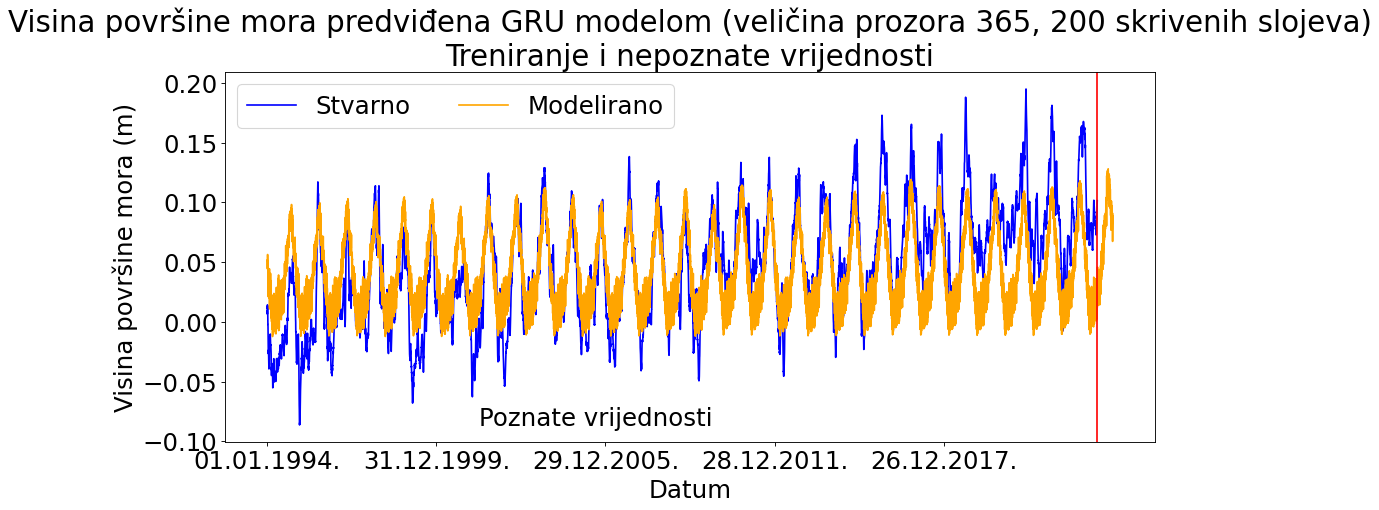 Visina površine mora predviđena GRU modelom (veličina prozora 365, 200 skrivenih slojeva)
Treniranje i nepoznate vrijednosti
Stvarno
Modelirano
Visina površine mora (m)
0.20
0.15
0.10
0.05
0.00
−0.05
−0.10
Poznate vrijednosti
01.01.1994.
31.12.1999.
29.12.2005.
28.12.2011.
26.12.2017.
Datum